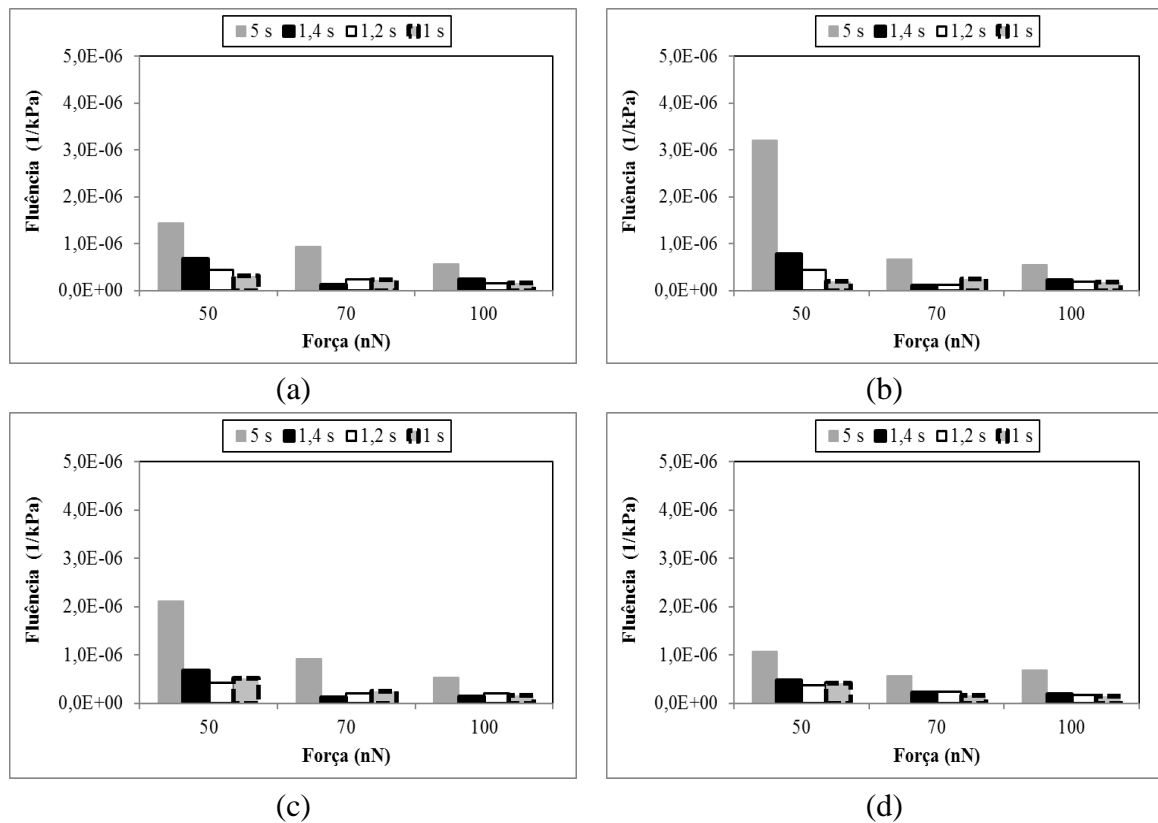 5 s 1,4 s 1,2 s 1 s
5,0E-06
4,0E-06
3,0E-06
2,0E-06
1,0E-06
0,0E+00
Fluência (1/kPa)
50 70 100
Força (nN)
(a)
5 s 1,4 s 1,2 s 1 s
5,0E-06
4,0E-06
3,0E-06
2,0E-06
1,0E-06
0,0E+00
Fluência (1/kPa)
50 70 100
Força (nN)
(b)
5 s 1,4 s 1,2 s 1 s
5,0E-06
4,0E-06
3,0E-06
2,0E-06
1,0E-06
0,0E+00
Fluência (1/kPa)
50 70 100
Força (nN)
(c)
5 s 1,4 s 1,2 s 1 s
5,0E-06
4,0E-06
3,0E-06
2,0E-06
1,0E-06
0,0E+00
Fluência (1/kPa)
50 70 100
Força (nN)
(d)